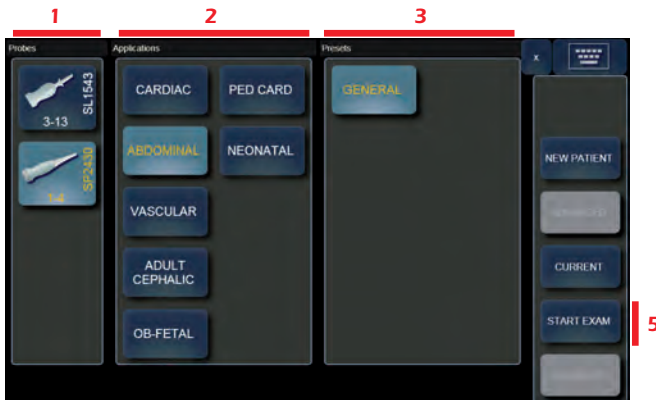 1 2 3
Probes Applications Presets
x
SL1543
3-13
SP2430
1-4
CARDIAC PED CARD
ABDOMINAL NEONATAL
VASCULAR
ADULT
CEPHALIC
OB-FETAL
GENERAL
NEW PATIENT
CURRENT
START EXAM
5